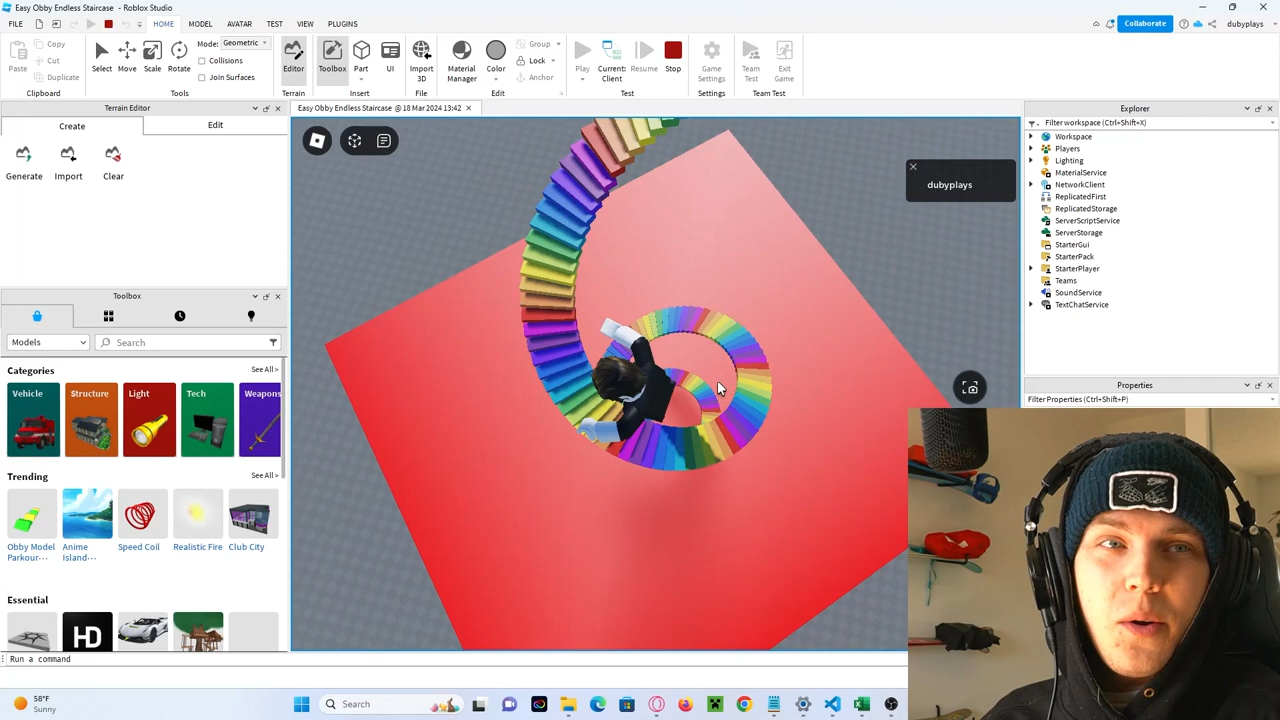 Easy Obby Endless Staircase - Roblox Studio
FILE
HOME
MODEL
AVATAR
TEST
VIEW
PLUGINS
Collaborate
dubyplays
Paste
Copy
Cut
Duplicate
Clipboard
Select
Move
Scale
Rotate
Mode: Geometric
Collisions
Join Surfaces
Tools
Editor
Terrain
Toolbox
Part
UI
Insert
Import
3D
File
Material
Manager
Color
Group
Lock
Anchor
Edit
Play
Current:
Client
Resume
Stop
Test
Game
Settings
Settings
Team
Test
Exit
Game
Team Test
Terrain Editor
Create
Edit
Generate
Import
Clear
Toolbox
Models
Search
Categories
See All >
Vehicle
Structure
Light
Tech
Weapons
Trending
See All >
Obby Model
Parkour...
Anime
Island...
Speed Coil
Realistic Fire
Club City
Essential
See All >
HD
Easy Obby Endless Staircase @ 18 Mar 2024 13:42
dubyplays
Explorer
Filter workspace (Ctrl+Shift+X)
Workspace
Players
Lighting
MaterialService
NetworkClient
ReplicatedFirst
ReplicatedStorage
ServerScriptService
ServerStorage
StarterGui
StarterPack
StarterPlayer
Teams
SoundService
TextChatService
Properties
Filter Properties (Ctrl+Shift+P)
Run a command
58°F
Sunny
Search